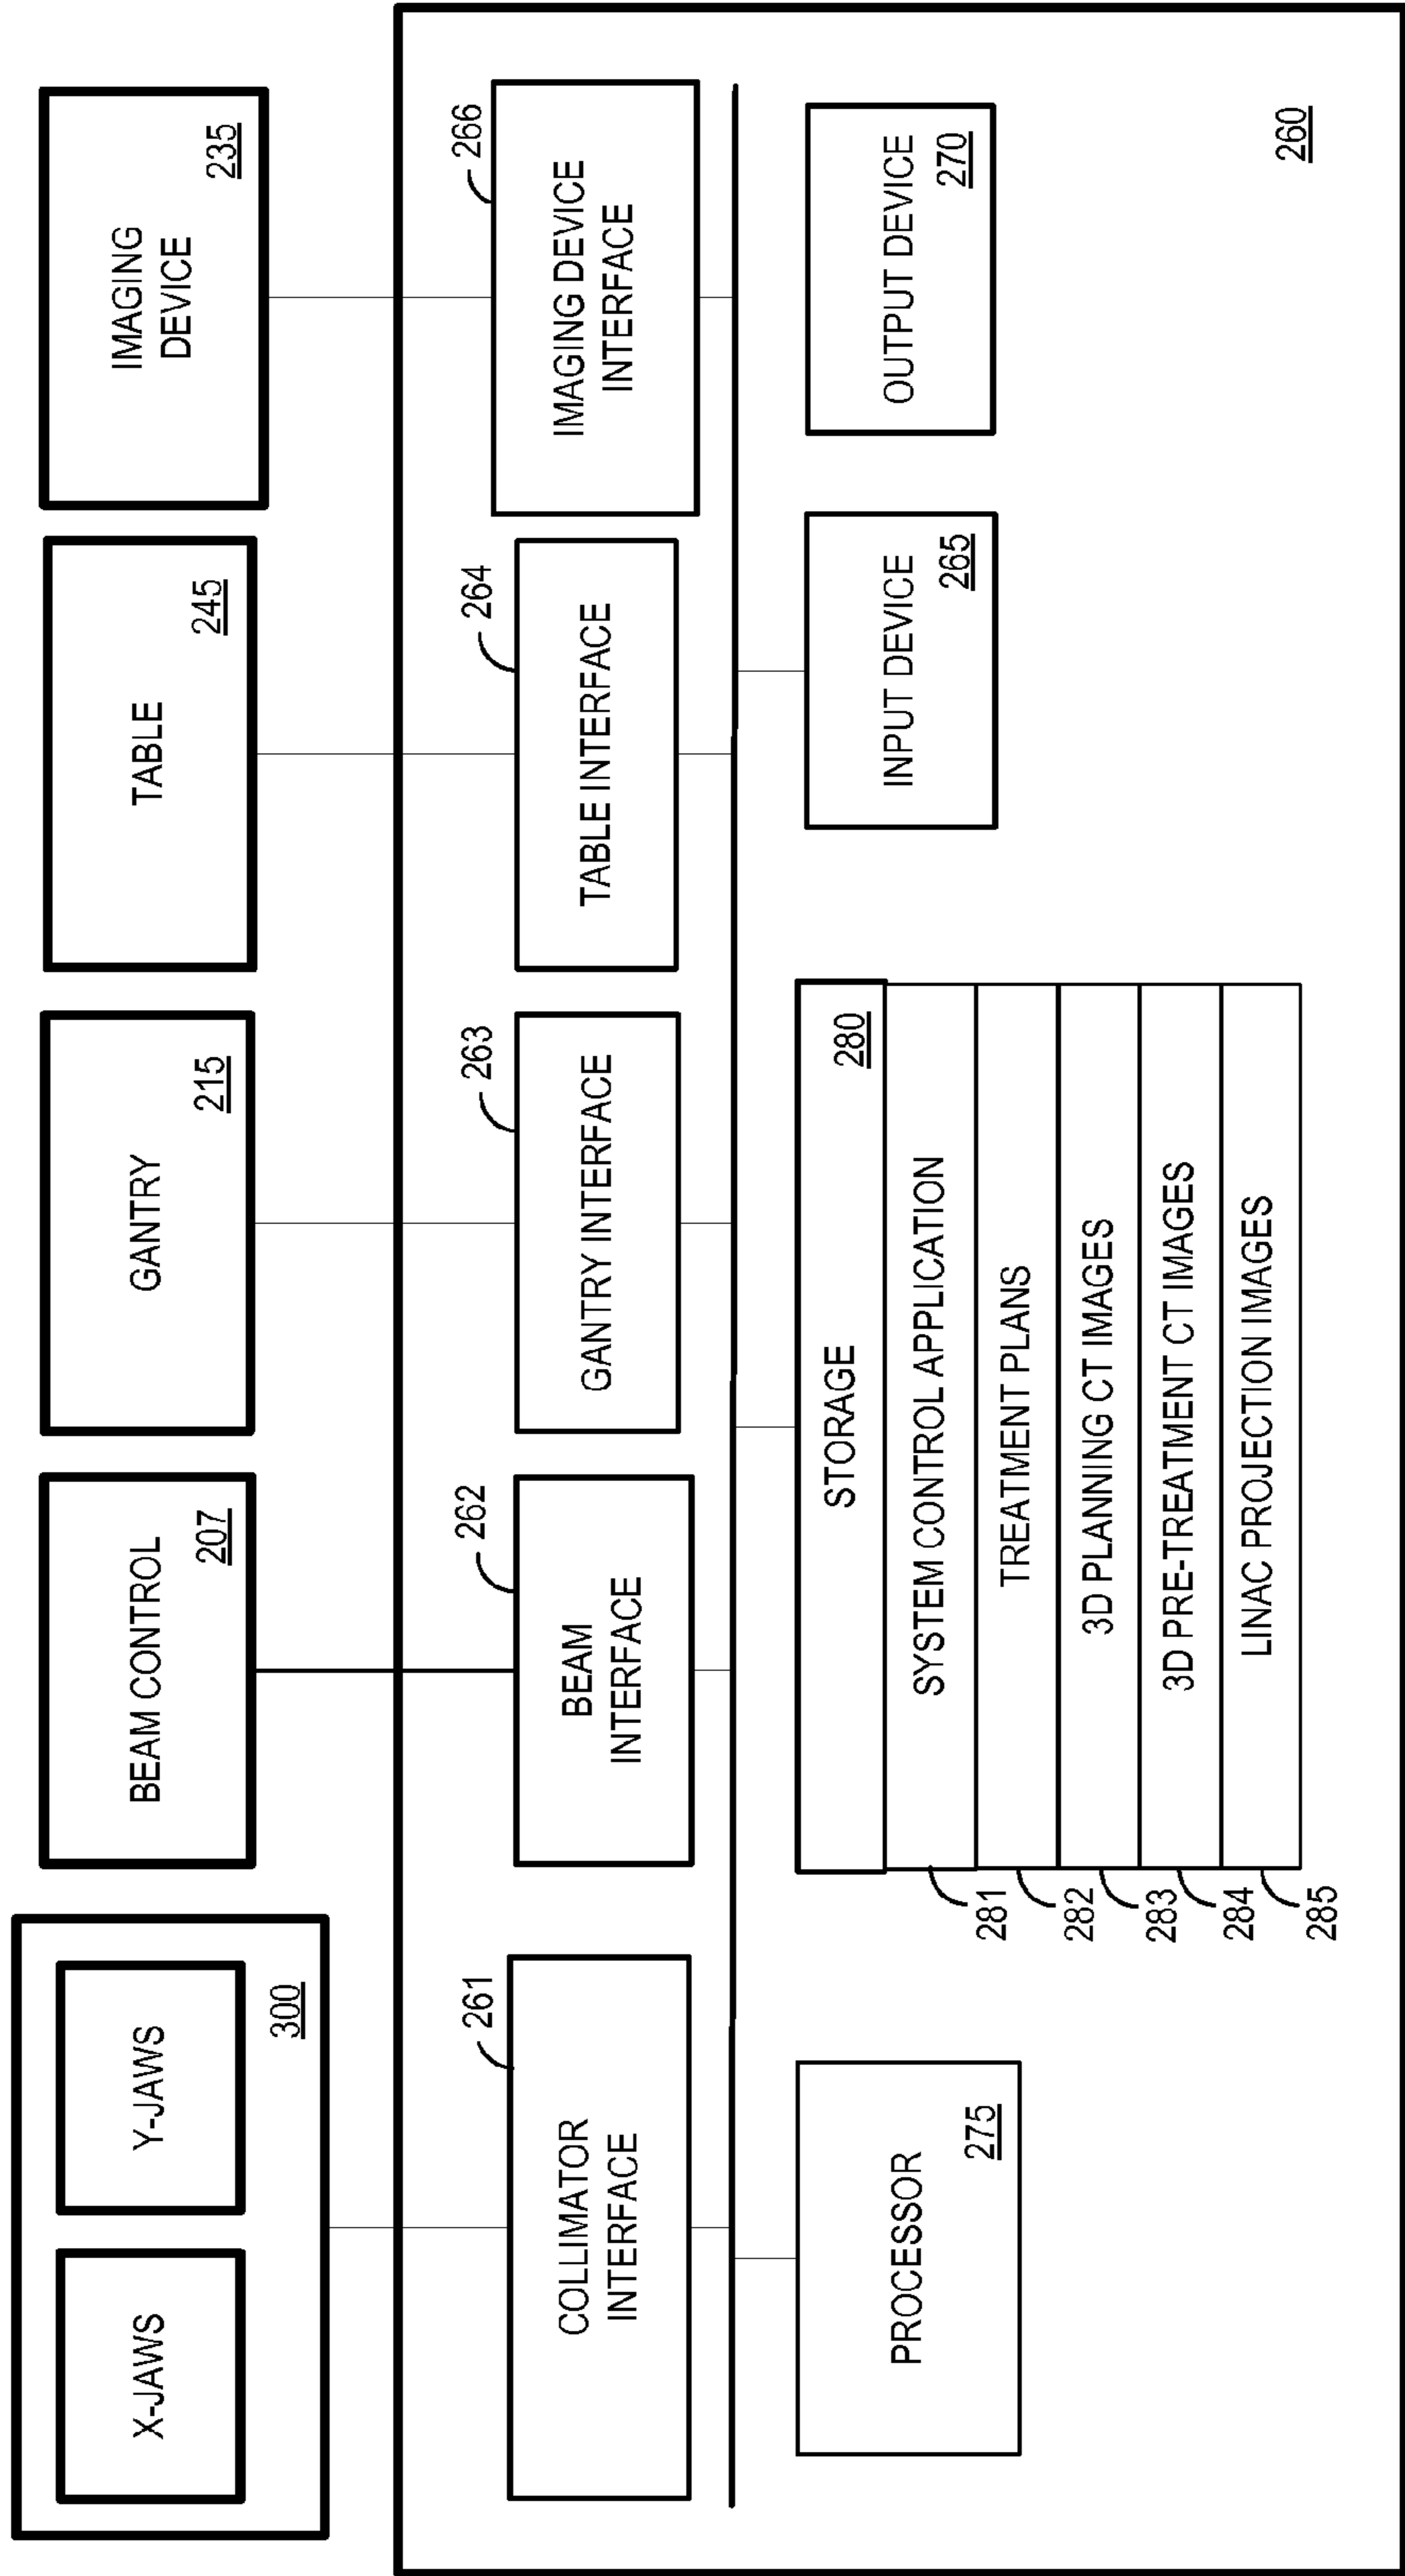 X-JAWS
Y-JAWS
300
BEAM CONTROL
207
GANTRY
215
TABLE
245
IMAGING
DEVICE
235
261
COLLIMATOR
INTERFACE
262
BEAM
INTERFACE
263
GANTRY INTERFACE
264
TABLE INTERFACE
266
IMAGING DEVICE
INTERFACE
PROCESSOR
275
STORAGE
280
SYSTEM CONTROL APPLICATION
281
TREATMENT PLANS
282
3D PLANNING CT IMAGES
283
3D PRE-TREATMENT CT IMAGES
284
LINAC PROJECTION IMAGES
285
INPUT DEVICE
265
OUTPUT DEVICE
270
260